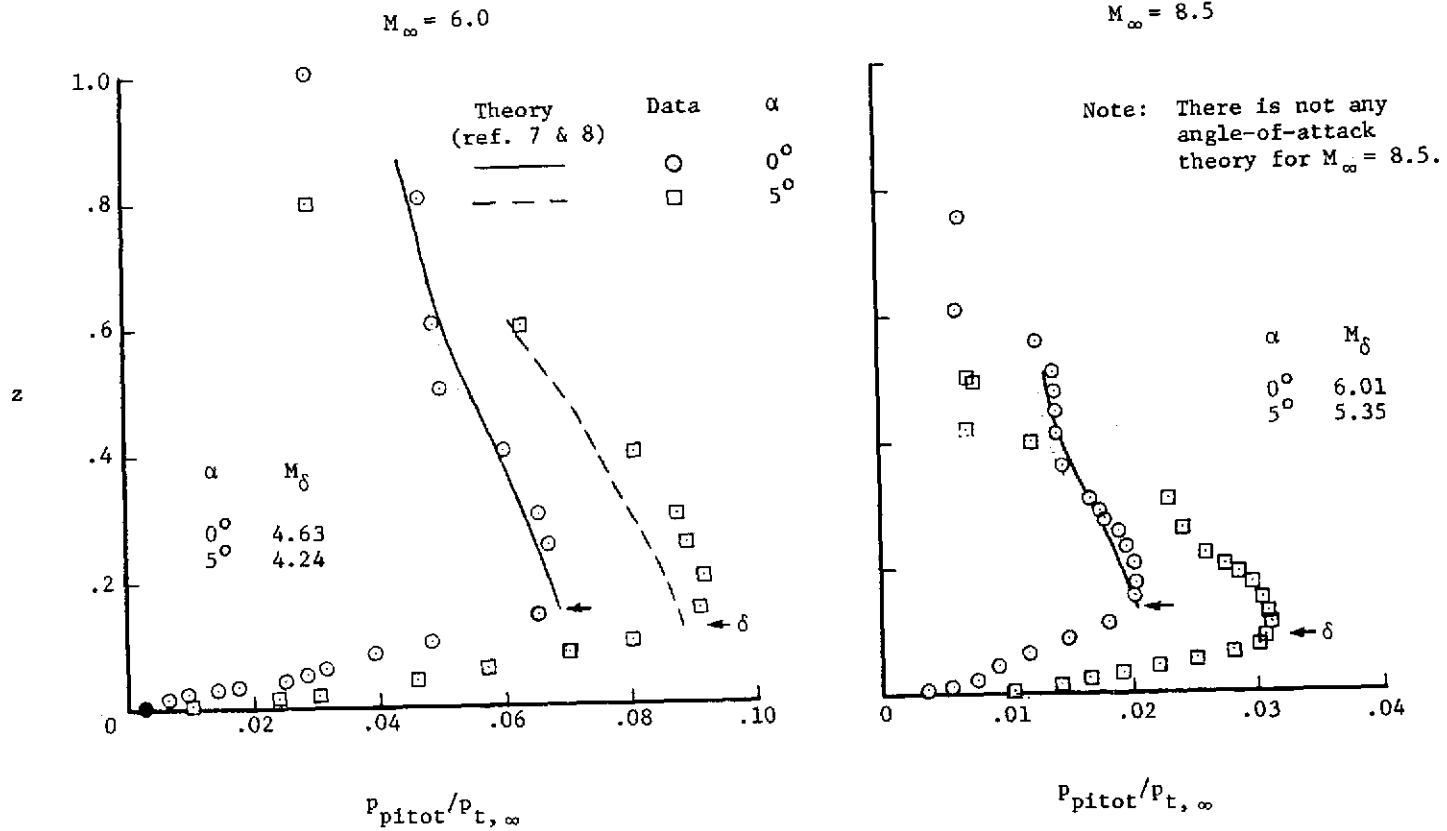 M∞ = 6.0
M∞ = 8.5
1.0
.8
.6
.4
.2
0
z
Theory Data α
(ref. 7 & 8)
0°
5°
α Mδ
0° 4.63
5° 4.24
δ
.02 .04 .06 .08 .10
p_pitot/p_t,∞
Note: There is not any
angle-of-attack
theory for M∞ = 8.5.
α Mδ
0° 6.01
5° 5.35
δ
0 .01 .02 .03 .04
p_pitot/p_t,∞